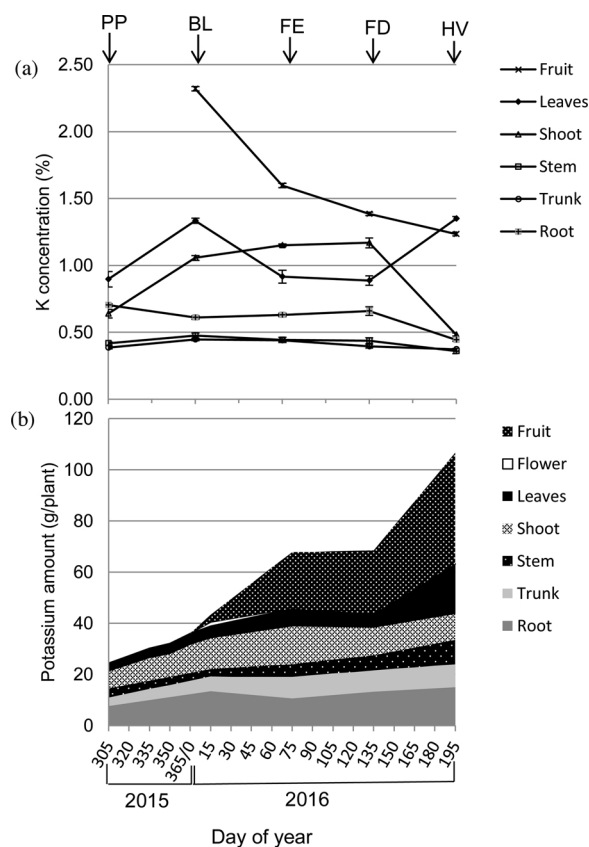 PP BL FE FD HV
(a)
2.50
2.00
1.50
1.00
0.50
0.00
K concentration (%)
Fruit
Leaves
Shoot
Stem
Trunk
Root
(b)
120
100
80
60
40
20
0
Potassium amount (g/plant)
Fruit
Flower
Leaves
Shoot
Stem
Trunk
Root
305 320 335 350 365/0 15 30 45 60 75 90 105 120 135 150 165 180 195
2015 2016
Day of year